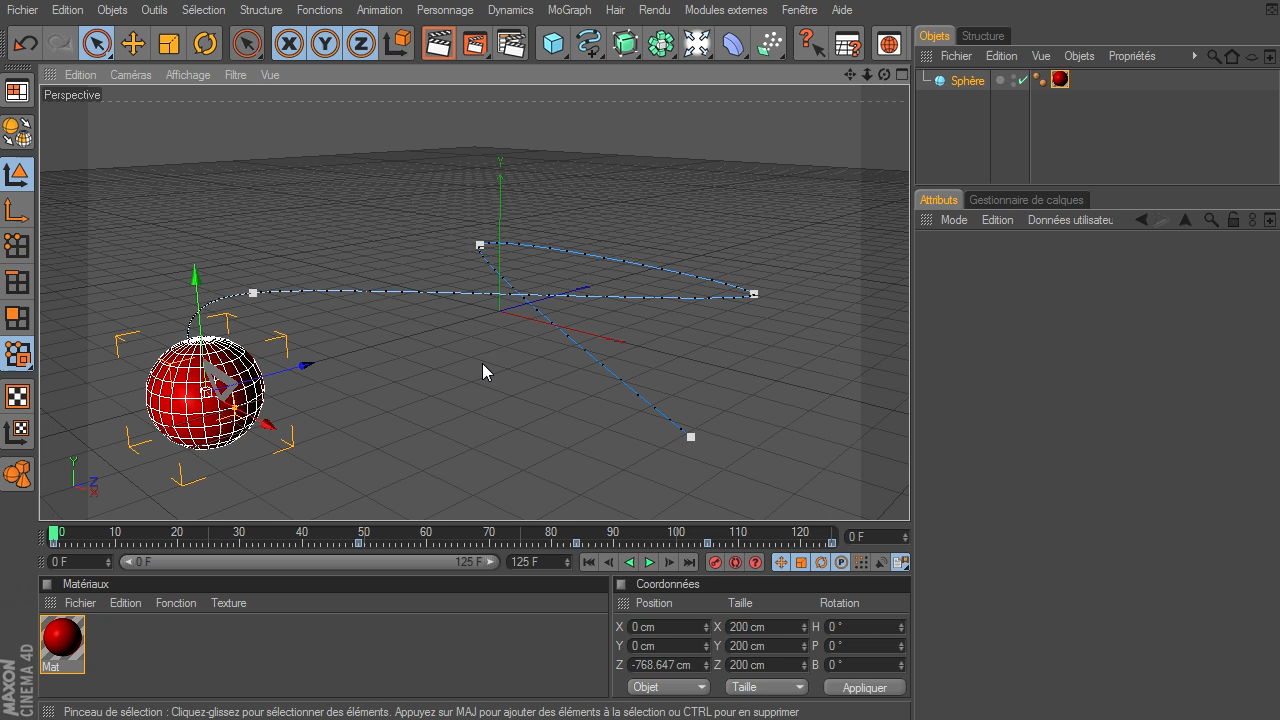 Fichier Edition Objets Outils Sélection Structure Fonctions Animation Personnage Dynamics MoGraph Hair Rendu Modules externes Fenêtre Aide
Objets Structure
Fichier Edition Vue Objets Propriétés
Sphère
Edition Caméras Affichage Filtre Vue
Perspective
Attributs Gestionnaire de calques
Mode Edition Données utilisateu
Y
Y
Z
X
0 10 20 30 40 50 60 70 80 90 100 110 120 0 F
0 F 0 F 125 F 125 F
Matériaux
Fichier Edition Fonction Texture
Mat
Coordonnées
Position Taille Rotation
X 0 cm X 200 cm H 0 °
Y 0 cm Y 200 cm P 0 °
Z -768.647 cm Z 200 cm B 0 °
Objet Taille Appliquer
MAXON
CINEMA 4D
Pinceau de sélection : Cliquez-glissez pour sélectionner des éléments. Appuyez sur MAJ pour ajouter des éléments à la sélection ou CTRL pour en supprimer